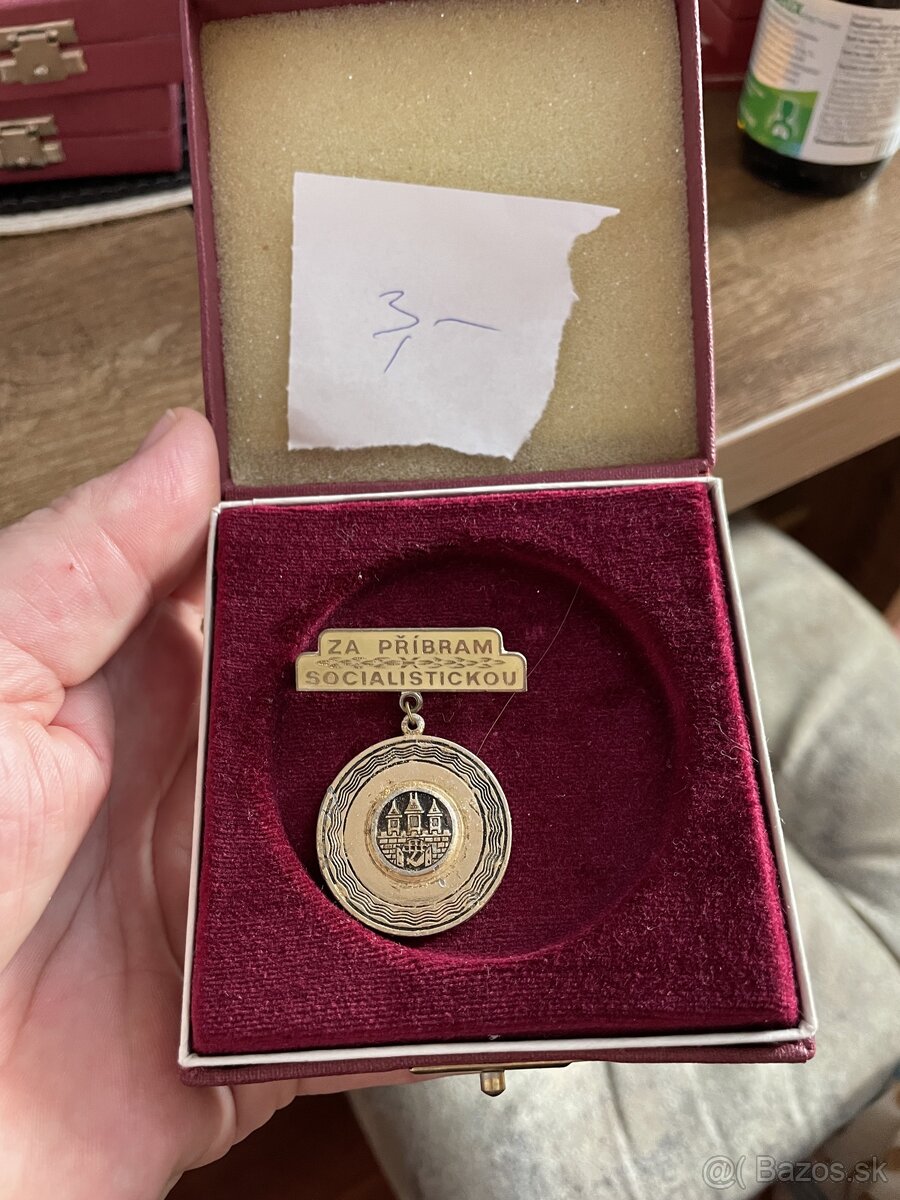 3,-
ZA PŘÍBRAM
SOCIALISTICKOU
@( Bazos.sk